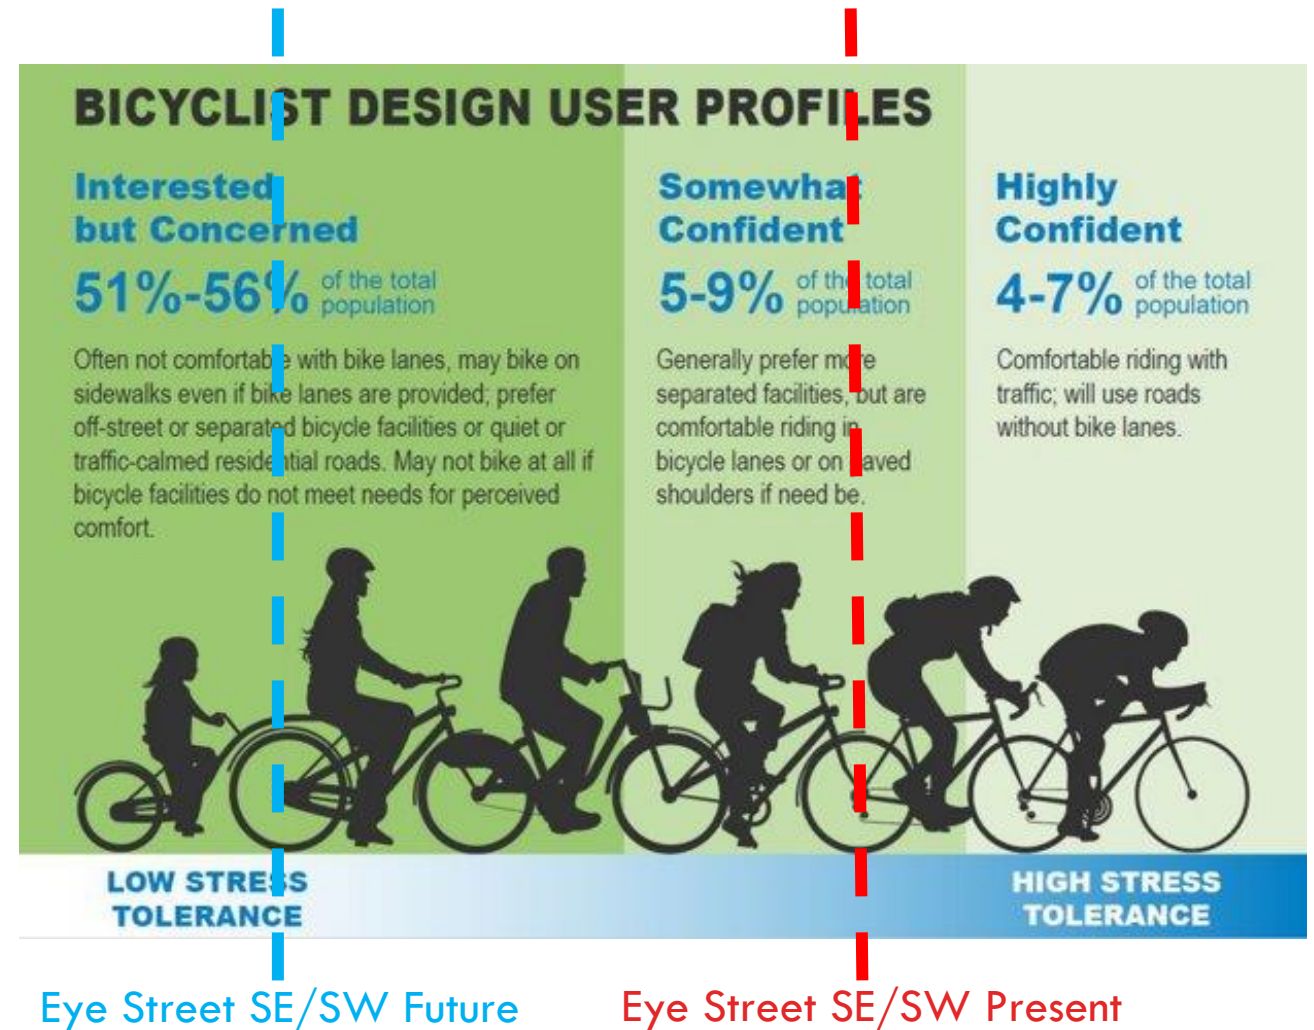 BICYCLIST DESIGN USER PROFILES
Interested
but Concerned
51%-56% of the total
population
Often not comfortable with bike lanes, may bike on
sidewalks even if bike lanes are provided; prefer
off-street or separated bicycle facilities or quiet or
traffic-calmed residential roads. May not bike at all if
bicycle facilities do not meet needs for perceived
comfort.
Somewhat
Confident
5-9% of the total
population
Generally prefer more
separated facilities, but are
comfortable riding in
bicycle lanes or on paved
shoulders if need be.
Highly
Confident
4-7% of the total
population
Comfortable riding with
traffic; will use roads
without bike lanes.
LOW STRESS
TOLERANCE
HIGH STRESS
TOLERANCE
Eye Street SE/SW Future
Eye Street SE/SW Present